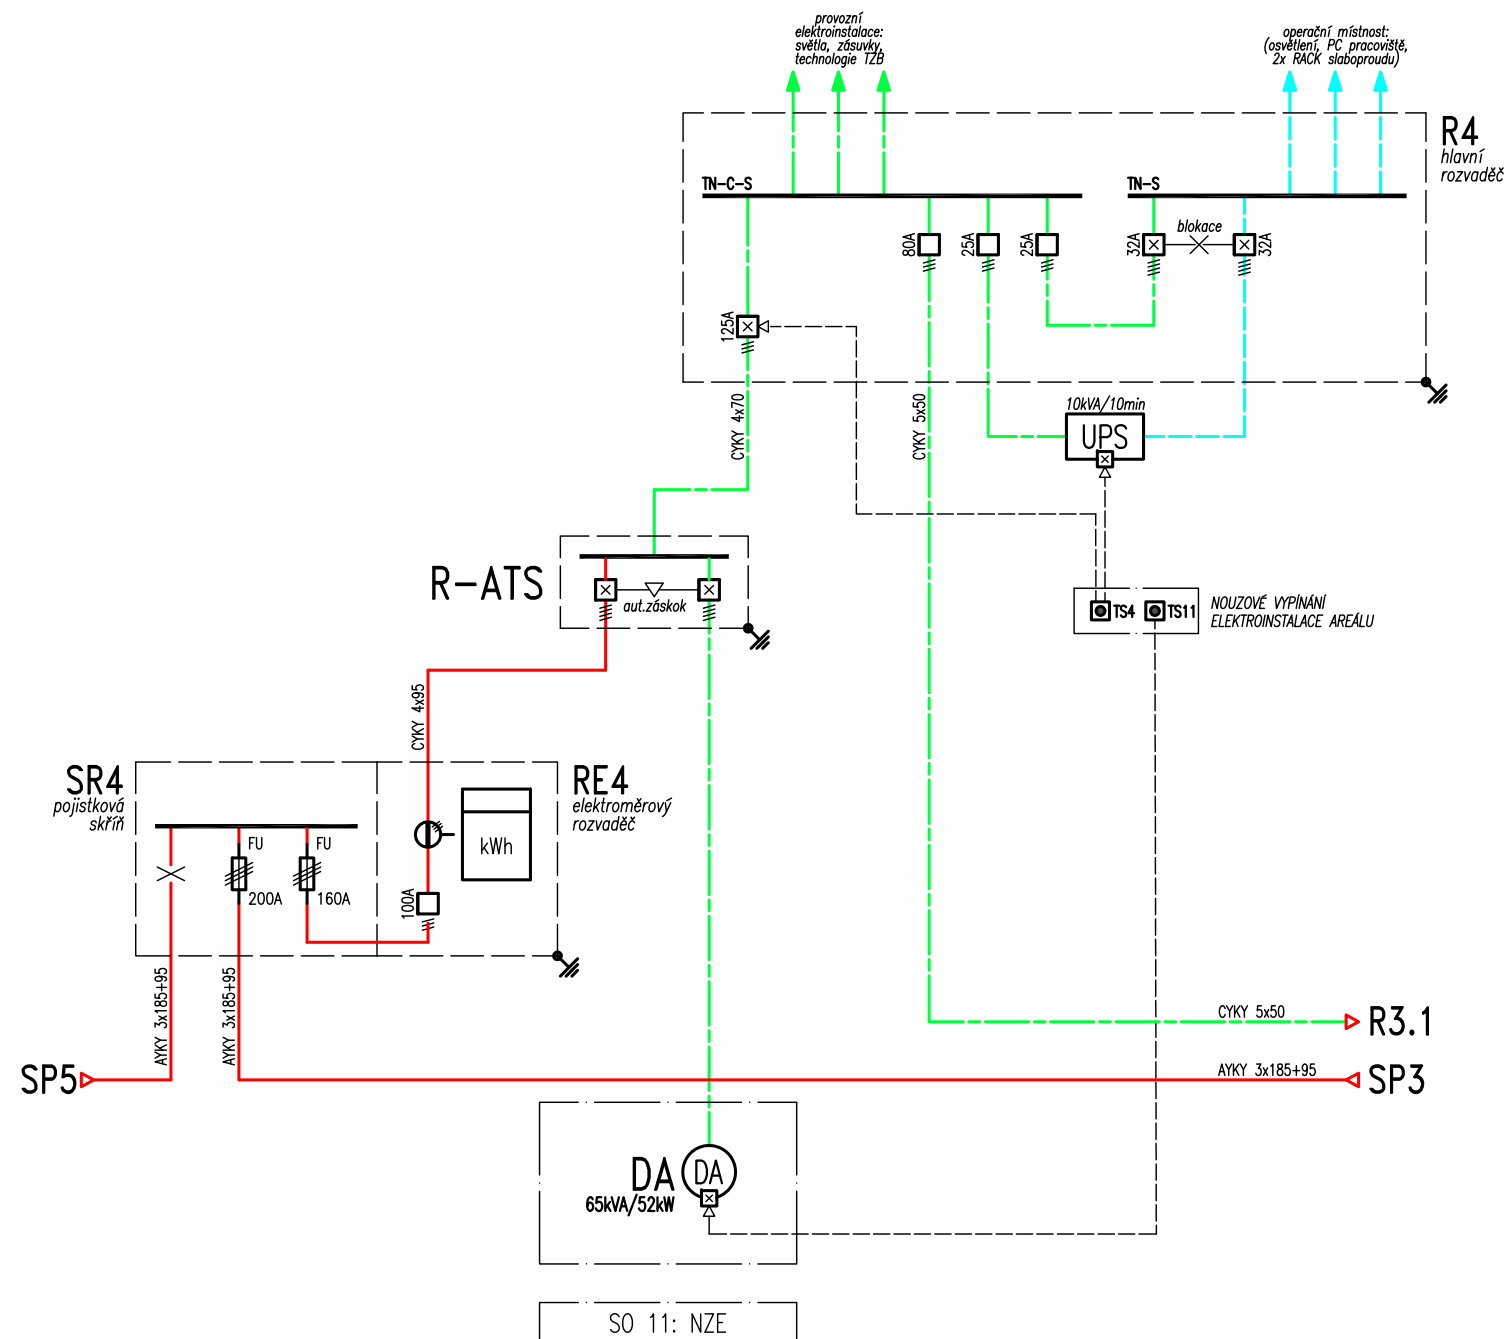 provozní
elektroinstalace:
světla, zásuvky,
technologie TZB
operační místnost:
(osvětlení, PC pracoviště,
2x RACK slaboproudu)
R4
hlavní
rozvaděč
TN-C-S
TN-S
80A
25A
25A
32A
blokace
32A
125A
CYKY 4x70
CYKY 5x50
10kVA/10min
UPS
R-ATS
aut.záskok
TS4
TS11
NOUZOVÉ VYPÍNÁNÍ
ELEKTROINSTALACE AREÁLU
CYKY 4x95
SR4
pojistková
skříň
RE4
elektroměrový
rozvaděč
FU
FU
200A
160A
kWh
100A
AYKY 3x185+95
AYKY 3x185+95
CYKY 5x50
R3.1
SP5
AYKY 3x185+95
SP3
DA
65kVA/52kW
DA
SO 11: NZE